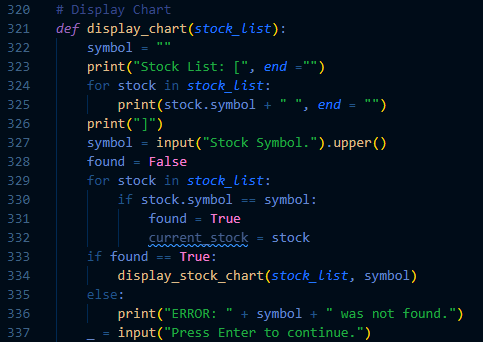 320 # Display Chart
321 def display_chart(stock_list):
322     symbol = ""
323     print("Stock List: [", end ="")
324     for stock in stock_list:
325         print(stock.symbol + " ", end = "")
326     print("]")
327     symbol = input("Stock Symbol.").upper()
328     found = False
329     for stock in stock_list:
330         if stock.symbol == symbol:
331             found = True
332             current_stock = stock
333     if found == True:
334         display_stock_chart(stock_list, symbol)
335     else:
336         print("ERROR: " + symbol + " was not found.")
337     _ = input("Press Enter to continue.")